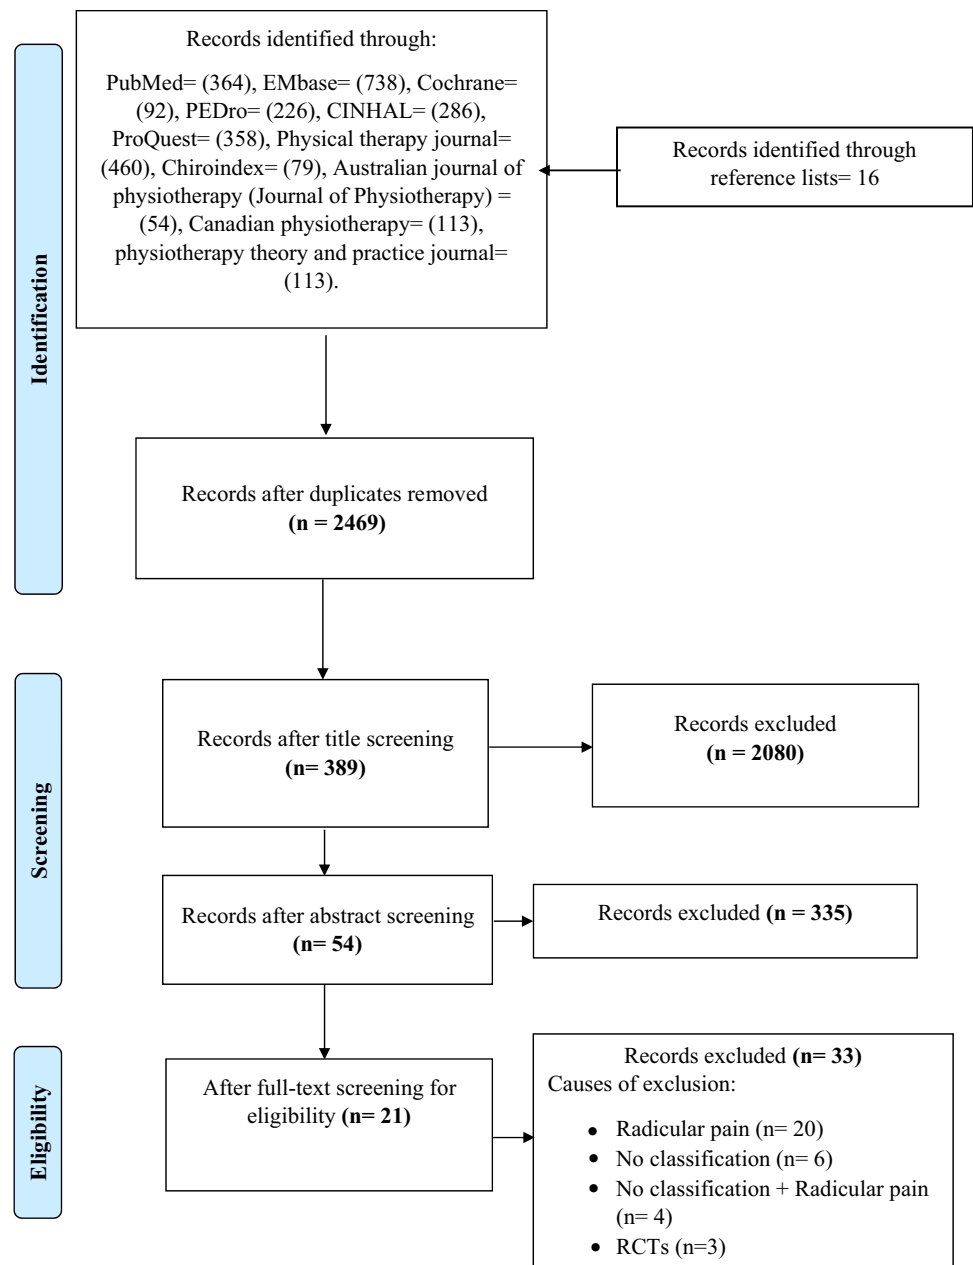 Records identified through:
PubMed= (364), EMbase= (738), Cochrane=
(92), PEDro= (226), CINHAL= (286),
ProQuest= (358), Physical therapy journal=
(460), Chiroindex= (79), Australian journal of
physiotherapy (Journal of Physiotherapy) =
(54), Canadian physiotherapy= (113),
physiotherapy theory and practice journal=
(113).
Records identified through
reference lists= 16
Identification
Records after duplicates removed
(n = 2469)
Screening
Records after title screening
(n= 389)
Records excluded
(n = 2080)
Records after abstract screening
(n= 54)
Records excluded (n = 335)
Eligibility
After full-text screening for
eligibility (n= 21)
Records excluded (n= 33)
Causes of exclusion:
• Radicular pain (n= 20)
• No classification (n= 6)
• No classification + Radicular pain
(n= 4)
• RCTs (n=3)